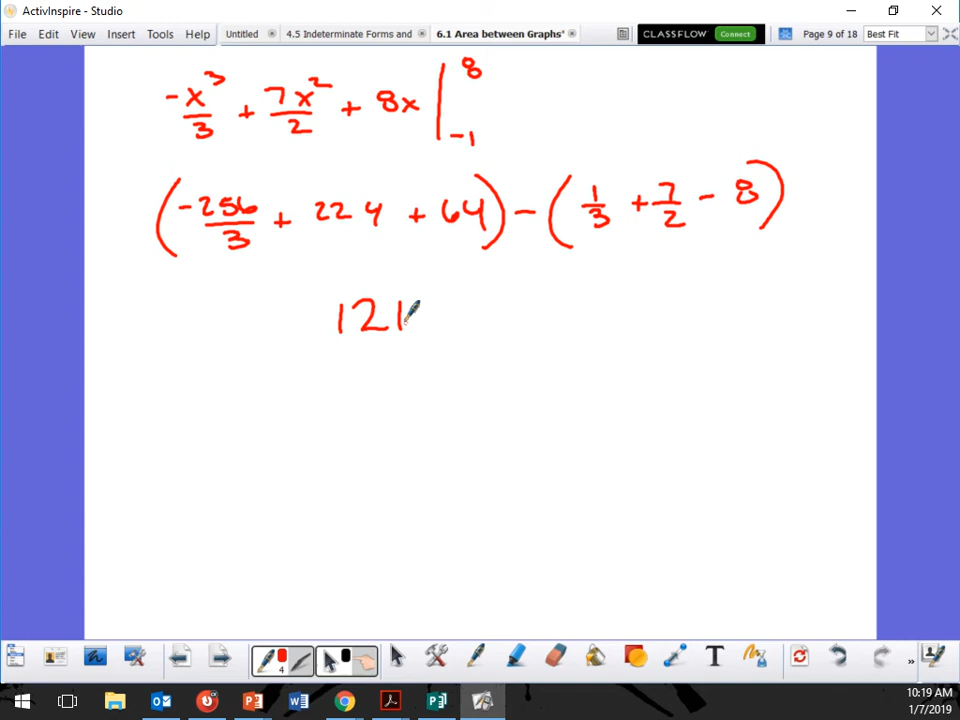 ActivInspire - Studio
File Edit View Insert Tools Help Untitled 4.5 Indeterminate Forms and 6.1 Area between Graphs* CLASSFLOW Connect Page 9 of 18 Best Fit
-x³/3 + 7x²/2 + 8x |₋₁⁸
(-256/3 + 224 + 64) - (1/3 + 7/2 - 8)
121
4 T »
10:19 AM
1/7/2019